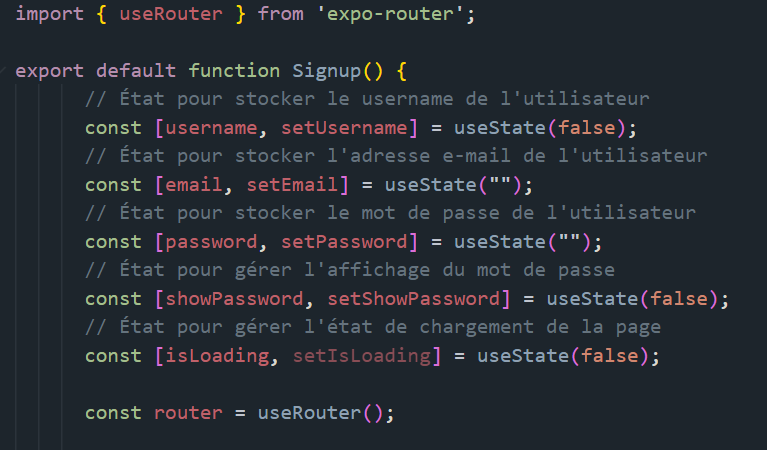 import { useRouter } from 'expo-router';
export default function Signup() {
// État pour stocker le username de l'utilisateur
const [username, setUsername] = useState(false);
// État pour stocker l'adresse e-mail de l'utilisateur
const [email, setEmail] = useState("");
// État pour stocker le mot de passe de l'utilisateur
const [password, setPassword] = useState("");
// État pour gérer l'affichage du mot de passe
const [showPassword, setShowPassword] = useState(false);
// État pour gérer l'état de chargement de la page
const [isLoading, setIsLoading] = useState(false);
const router = useRouter();